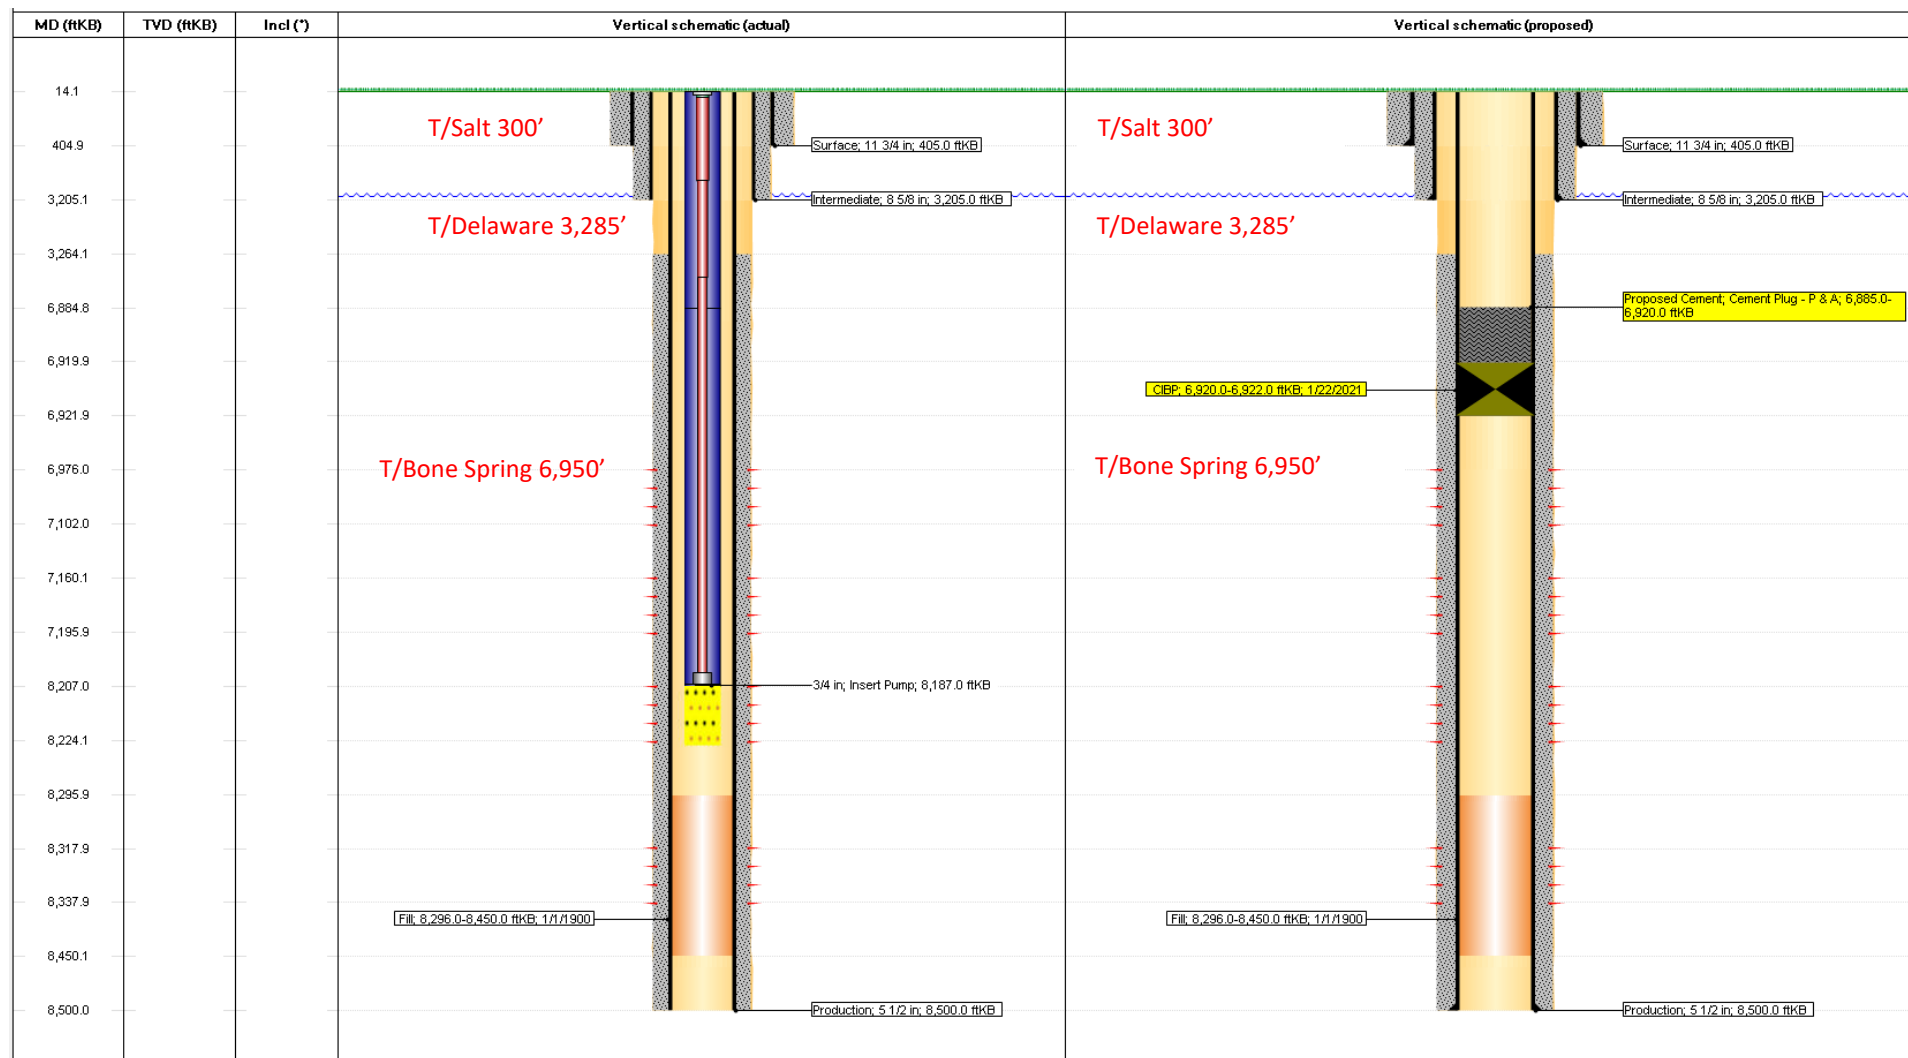 MD (ftKB) TVD (ftKB) Incl (°) Vertical schematic (actual) Vertical schematic (proposed)
14.1
T/Salt 300’ T/Salt 300’
404.9 Surface; 11 3/4 in; 405.0 ftKB Surface; 11 3/4 in; 405.0 ftKB
3,205.1 Intermediate; 8 5/8 in; 3,205.0 ftKB Intermediate; 8 5/8 in; 3,205.0 ftKB
T/Delaware 3,285’ T/Delaware 3,285’
3,264.1
Proposed Cement; Cement Plug - P & A; 6,885.0-
6,884.8 6,920.0 ftKB
6,919.9
CIBP; 6,920.0-6,922.0 ftKB; 1/22/2021
6,921.9
6,976.0 T/Bone Spring 6,950’ T/Bone Spring 6,950’
7,102.0
7,160.1
7,195.9
8,207.0 3/4 in; Insert Pump; 8,187.0 ftKB
8,224.1
8,295.9
8,317.9
8,337.9
Fill; 8,296.0-8,450.0 ftKB; 1/1/1900 Fill; 8,296.0-8,450.0 ftKB; 1/1/1900
8,450.1
8,500.0 Production; 5 1/2 in; 8,500.0 ftKB Production; 5 1/2 in; 8,500.0 ftKB